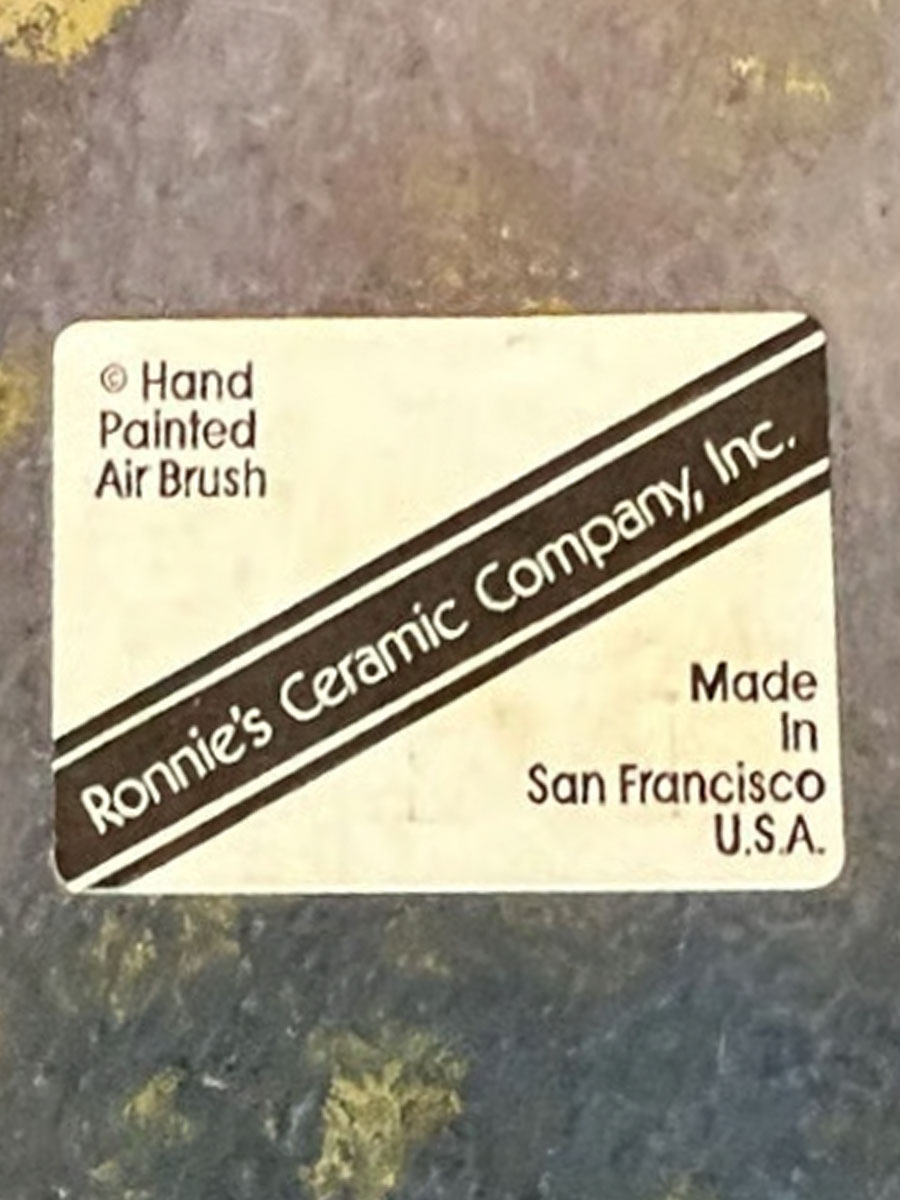 © Hand
Painted
Air Brush
Ronnie's Ceramic Company, Inc.
Made
In
San Francisco
U.S.A.